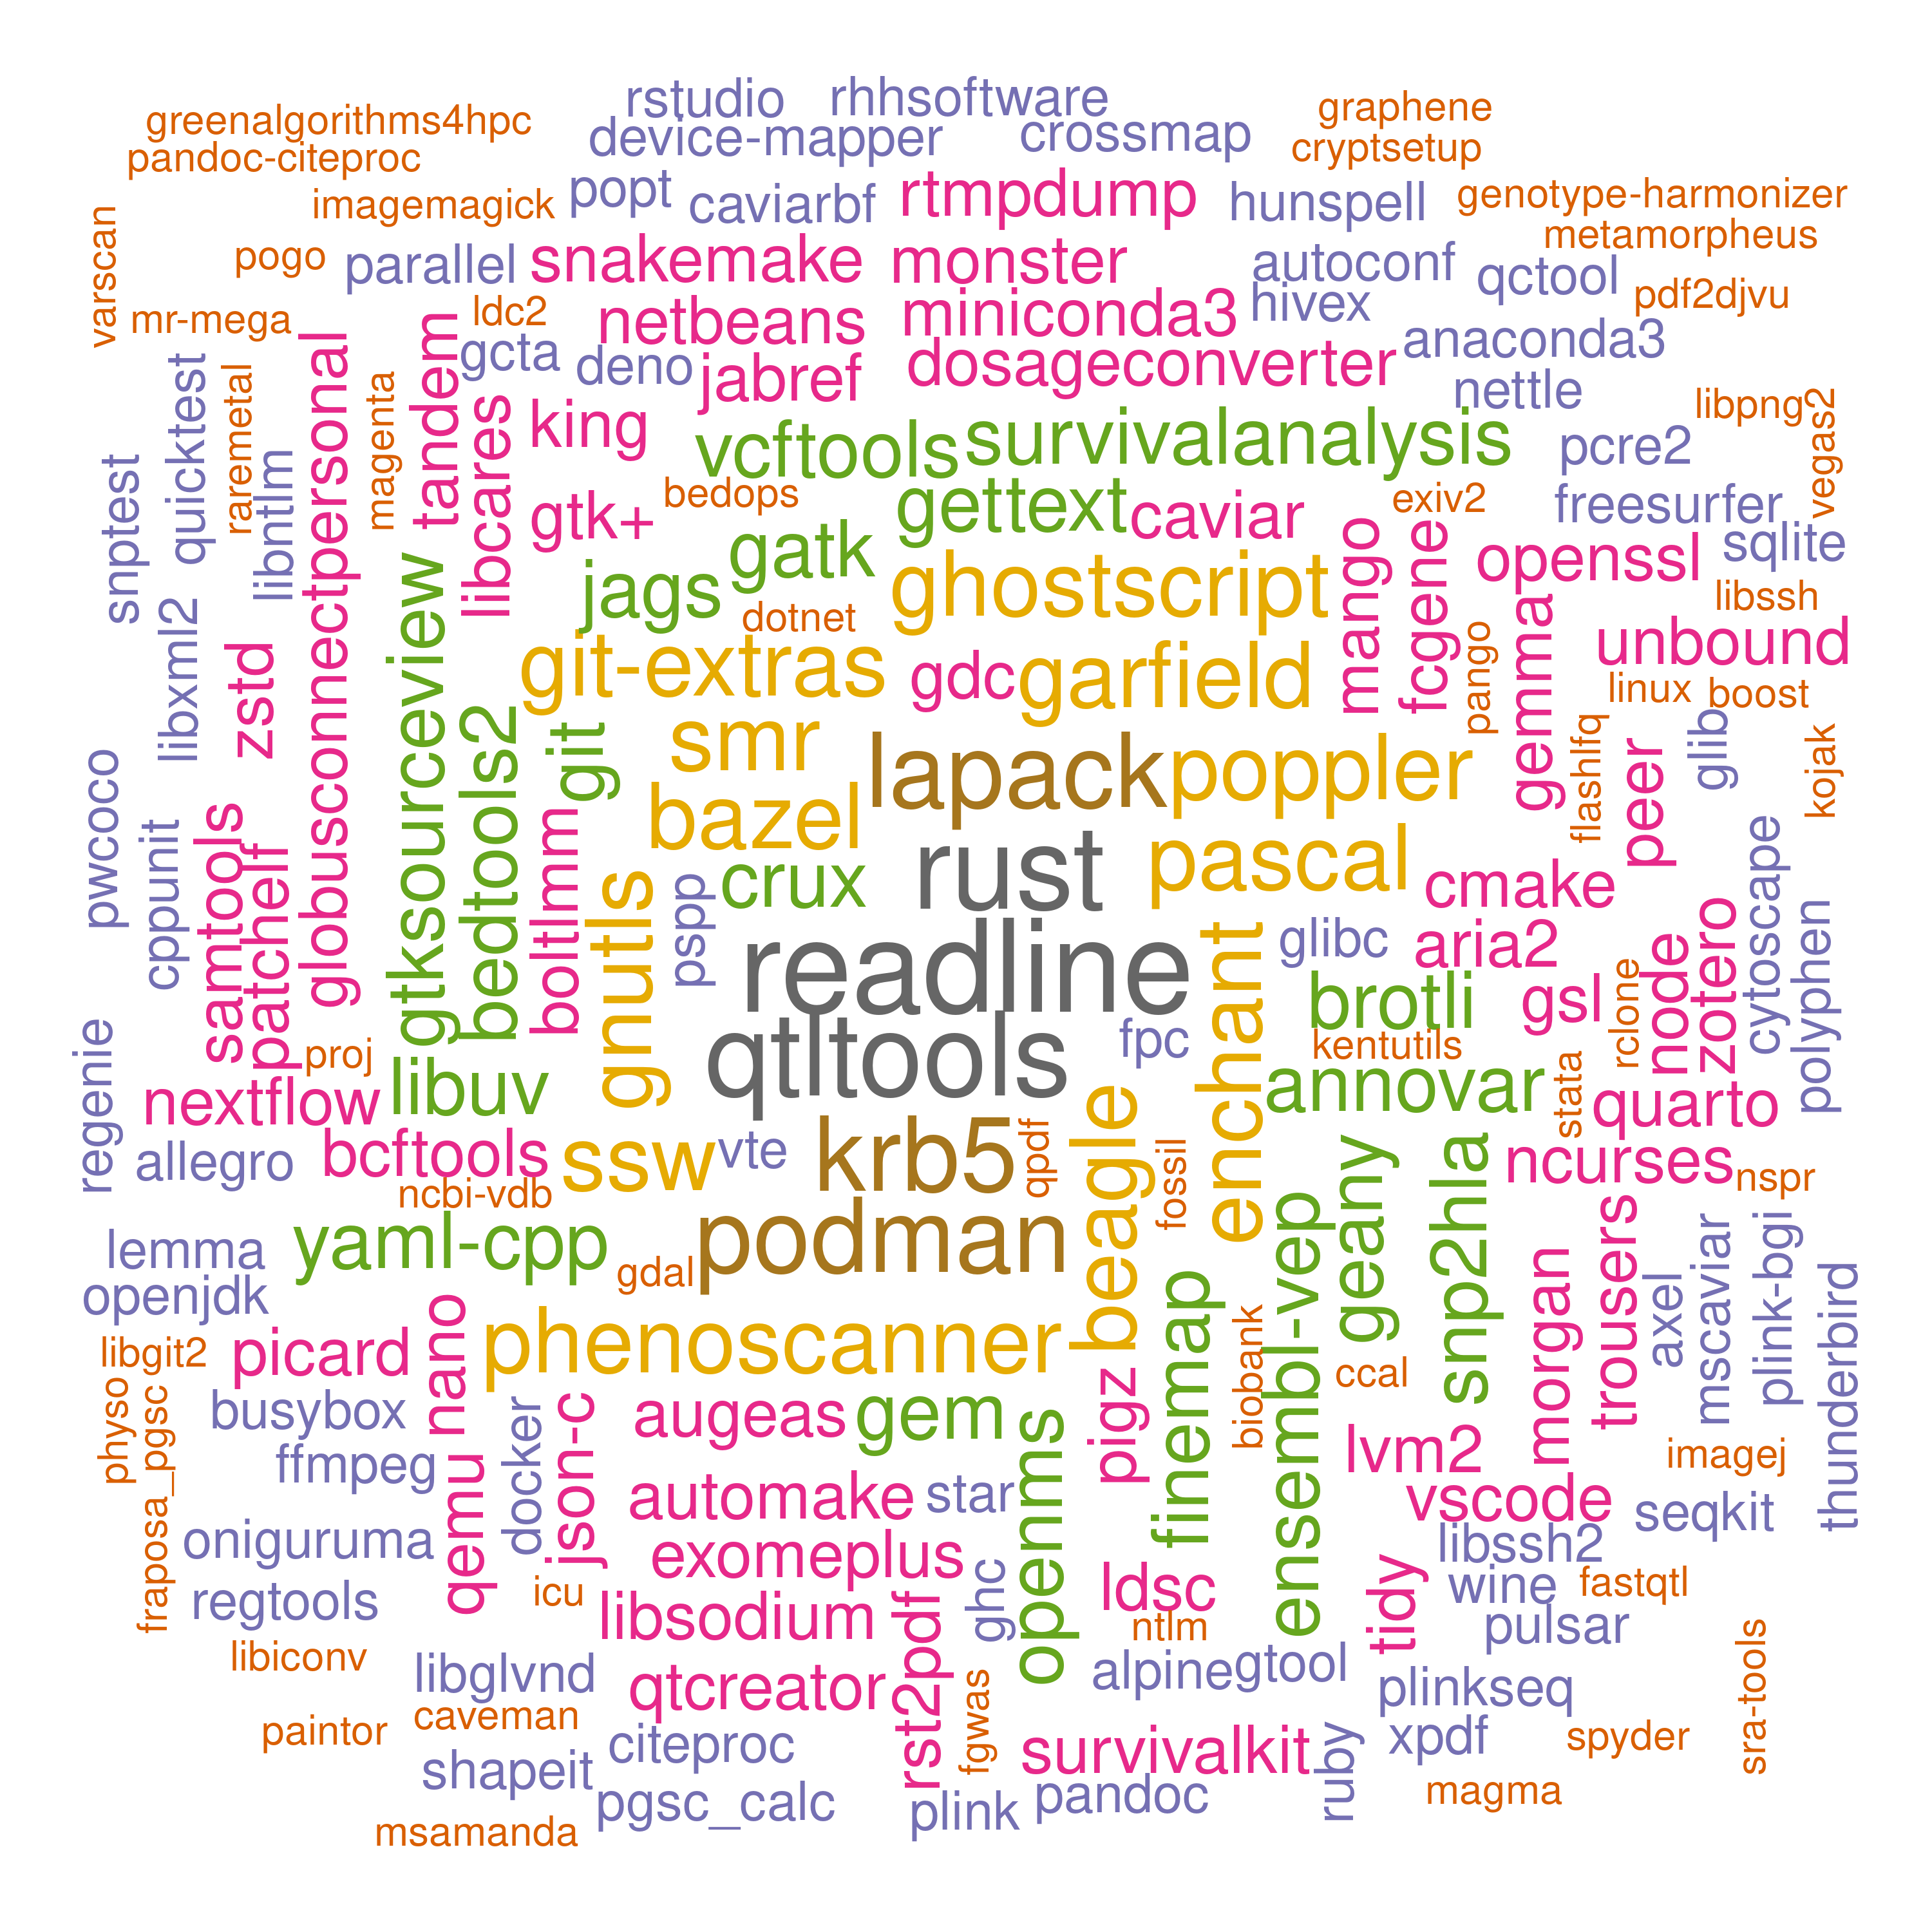 rstudio
rhhsoftware
graphene
greenalgorithms4hpc
device-mapper
crossmap
cryptsetup
pandoc-citeproc
imagemagick
popt
caviarbf
rtmpdump
hunspell
genotype-harmonizer
varscan
pogo
parallel
snakemake
monster
autoconf
qctool
metamorpheus
mr-mega
ldc2
netbeans
miniconda3
hivex
pdf2djvu
gcta
deno
jabref
dosageconverter
anaconda3
nettle
quicktest
raremetal
globusconnectpersonal
magenta
tandem
libcares
king
vcftools
survivalanalysis
libpng
vegas2
pcre2
snptest
libntlm
gtk+
bedops
gettext
caviar
exiv2
freesurfer
gtksourceview
jags
gatk
ghostscript
mango
fcgene
openssl
sqlite
libxml2
zstd
dotnet
libssh
git-extras
gdc
garfield
pango
gemma
unbound
linux
boost
bedtools2
git
smr
lapack
poppler
flashlfq
peer
glib
kojak
pwcoco
cppunit
samtools
patchelf
boltlmm
bazel
rust
pascal
cmake
cytoscape
gnutls
pspp
crux
readline
enchant
glibc
aria2
node
zotero
polyphen
regenie
proj
libuv
qtltools
fpc
brotli
gsl
rclone
kentutils
nextflow
annovar
stata
quarto
allegro
bcftools
ncbi-vdb
ssw
vte
krb5
qpdf
beagle
fossil
geany
snp2hla
ncurses
nspr
lemma
openjdk
yaml-cpp
gdal
podman
finemap
ensembl-vep
morgan
trousers
axel
mscaviar
plink-bgi
thunderbird
libgit2
picard
nano
phenoscanner
biobank
ccal
physo
fraposa_pgsc
busybox
docker
json-c
augeas
gem
openms
pigz
lvm2
imagej
ffmpeg
qemu
automake
star
vscode
seqkit
oniguruma
exomeplus
ghc
ldsc
tidy
libssh2
regtools
icu
libsodium
rst2pdf
ntlm
wine
fastqtl
pulsar
libiconv
libglvnd
qtcreator
fgwas
alpine
gtool
plinkseq
sra-tools
paintor
caveman
citeproc
survivalkit
ruby
xpdf
spyder
shapeit
pgsc_calc
plink
pandoc
magma
msamanda